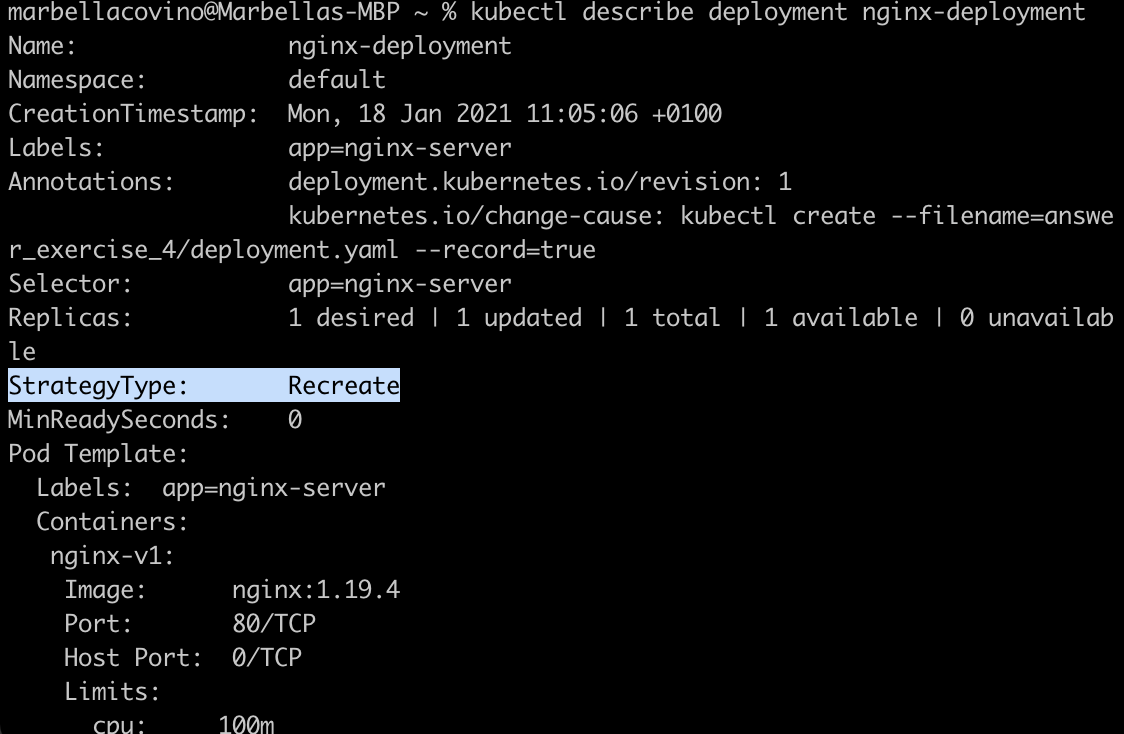 marbellacovino@Marbellas-MBP ~ % kubectl describe deployment nginx-deployment
Name:                   nginx-deployment
Namespace:              default
CreationTimestamp:  Mon, 18 Jan 2021 11:05:06 +0100
Labels:                 app=nginx-server
Annotations:            deployment.kubernetes.io/revision: 1
                        kubernetes.io/change-cause: kubectl create --filename=answe
r_exercise_4/deployment.yaml --record=true
Selector:               app=nginx-server
Replicas:               1 desired | 1 updated | 1 total | 1 available | 0 unavailab
le
StrategyType:       Recreate
MinReadySeconds:    0
Pod Template:
  Labels:  app=nginx-server
  Containers:
   nginx-v1:
    Image:      nginx:1.19.4
    Port:       80/TCP
    Host Port:  0/TCP
    Limits:
      cpu:     100m